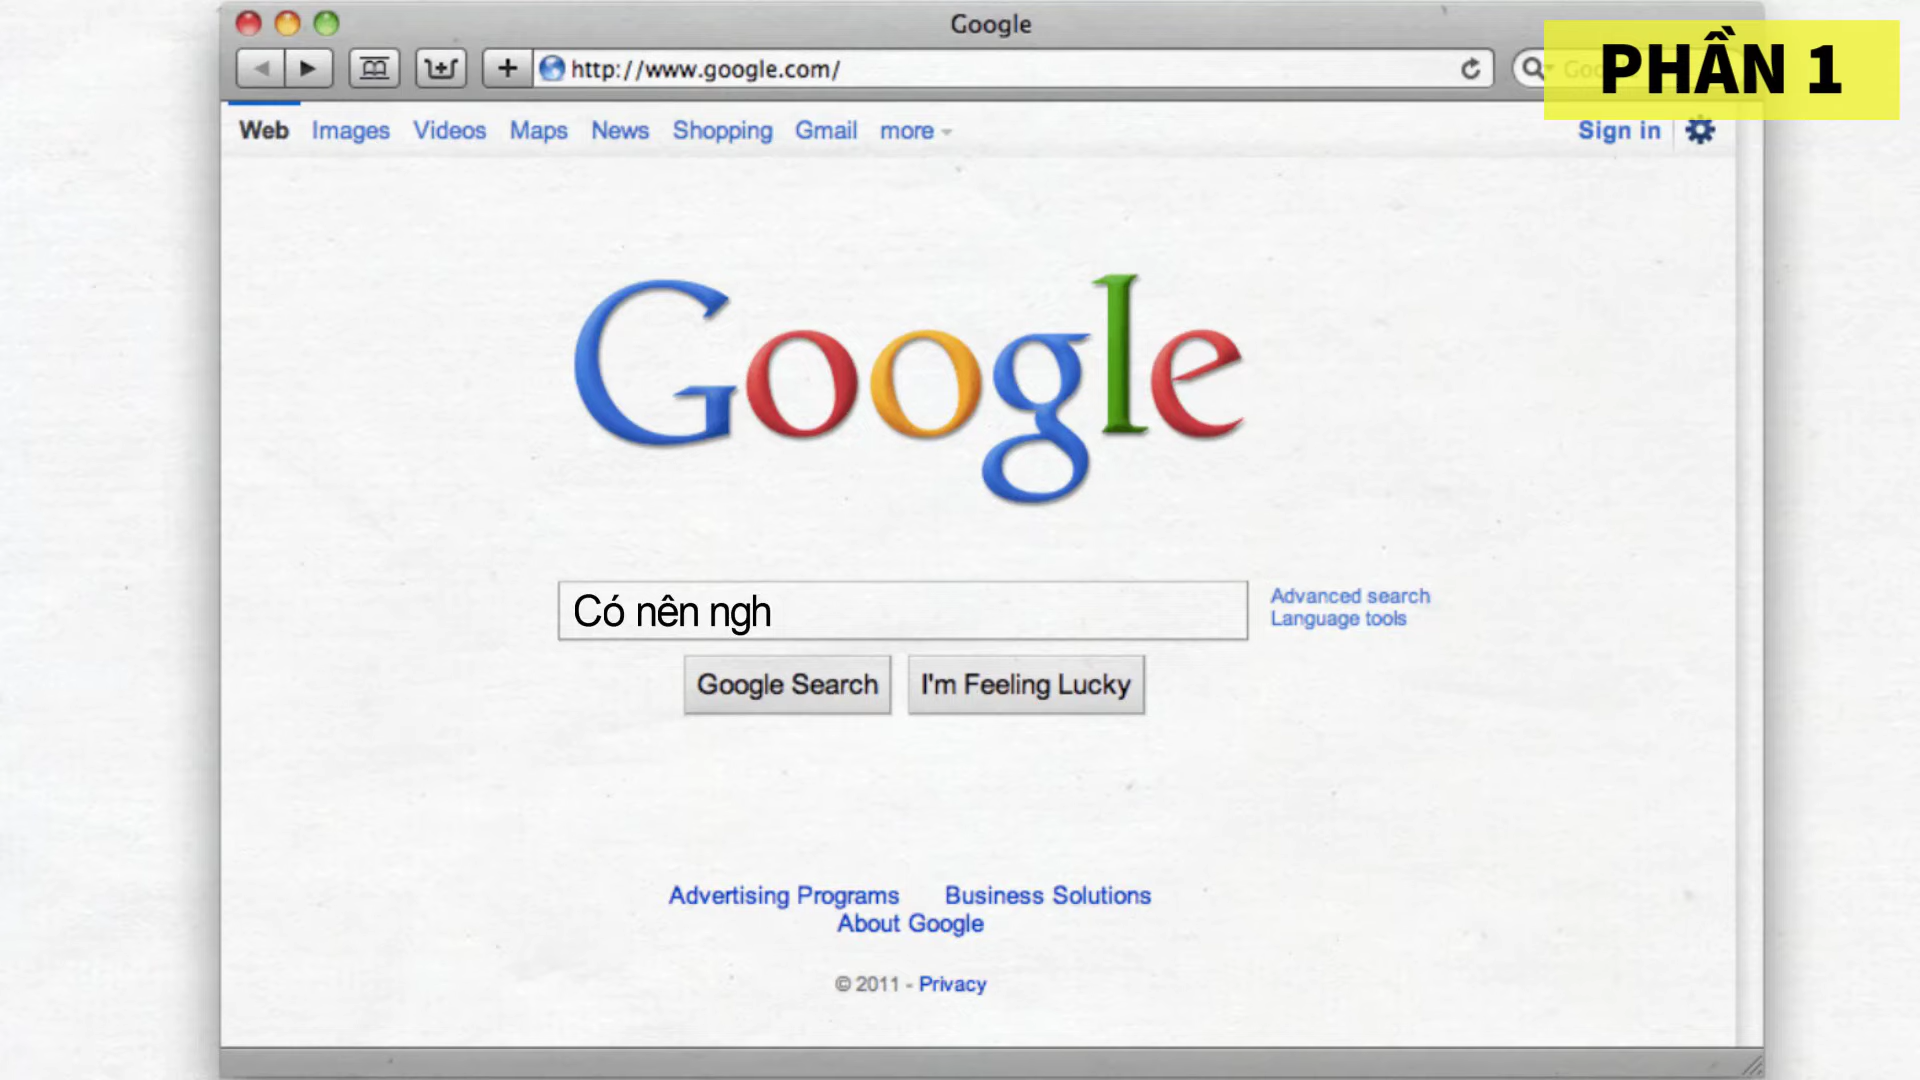 Google
PHẦN 1
http://www.google.com/
Web Images Videos Maps News Shopping Gmail more
Sign in
Google
Có nên ngh
Advanced search
Language tools
Google Search
I'm Feeling Lucky
Advertising Programs Business Solutions
About Google
© 2011 - Privacy